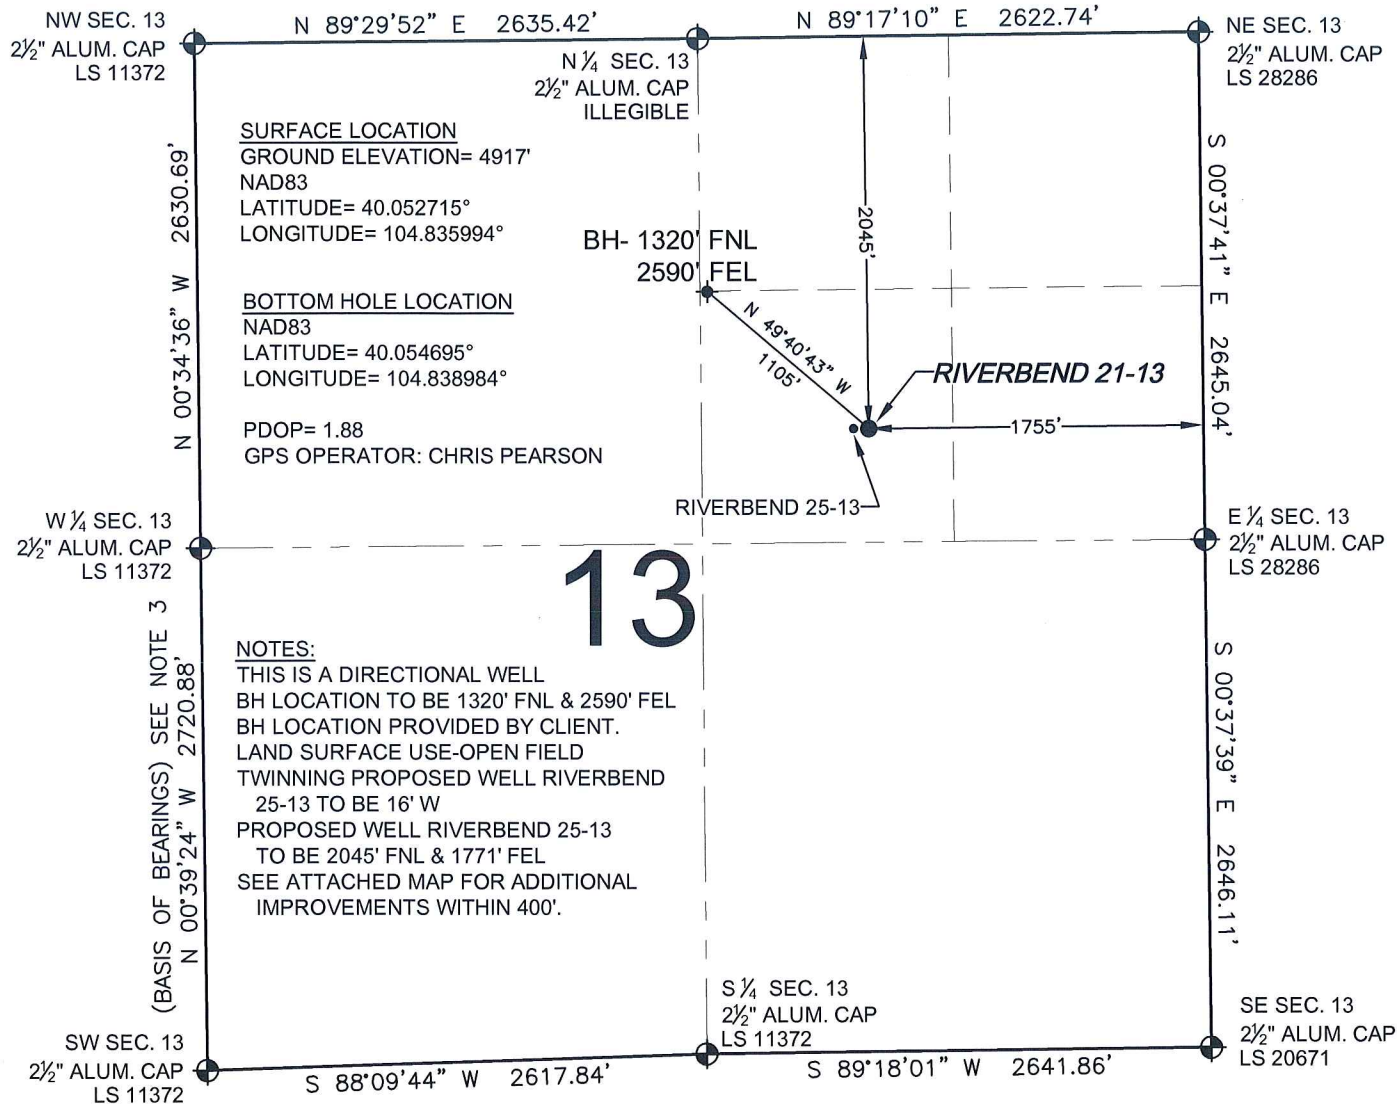 NW SEC. 13
2½" ALUM. CAP
LS 11372
N 89°29'52" E 2635.42'
N 89°17'10" E 2622.74'
NE SEC. 13
2½" ALUM. CAP
LS 28286
N ¼ SEC. 13
2½" ALUM. CAP
ILLEGIBLE
SURFACE LOCATION
GROUND ELEVATION= 4917'
NAD83
LATITUDE= 40.052715°
LONGITUDE= 104.835994°
N 00°34'36" W 2630.69'
S 00°37'41" E 2645.04'
2045'
BH- 1320' FNL
2590' FEL
BOTTOM HOLE LOCATION
NAD83
LATITUDE= 40.054695°
LONGITUDE= 104.838984°
N 49°40'43" W
1105'
RIVERBEND 21-13
1755'
PDOP= 1.88
GPS OPERATOR: CHRIS PEARSON
RIVERBEND 25-13
W ¼ SEC. 13
2½" ALUM. CAP
LS 11372
E ¼ SEC. 13
2½" ALUM. CAP
LS 28286
13
(BASIS OF BEARINGS) SEE NOTE 3
N 00°39'24" W 2720.88'
NOTES:
THIS IS A DIRECTIONAL WELL
BH LOCATION TO BE 1320' FNL & 2590' FEL
BH LOCATION PROVIDED BY CLIENT.
LAND SURFACE USE-OPEN FIELD
TWINNING PROPOSED WELL RIVERBEND
25-13 TO BE 16' W
PROPOSED WELL RIVERBEND 25-13
TO BE 2045' FNL & 1771' FEL
SEE ATTACHED MAP FOR ADDITIONAL
IMPROVEMENTS WITHIN 400'.
S 00°37'39" E 2646.11'
SW SEC. 13
2½" ALUM. CAP
LS 11372
S 88°09'44" W 2617.84'
S ¼ SEC. 13
2½" ALUM. CAP
LS 11372
S 89°18'01" W 2641.86'
SE SEC. 13
2½" ALUM. CAP
LS 20671